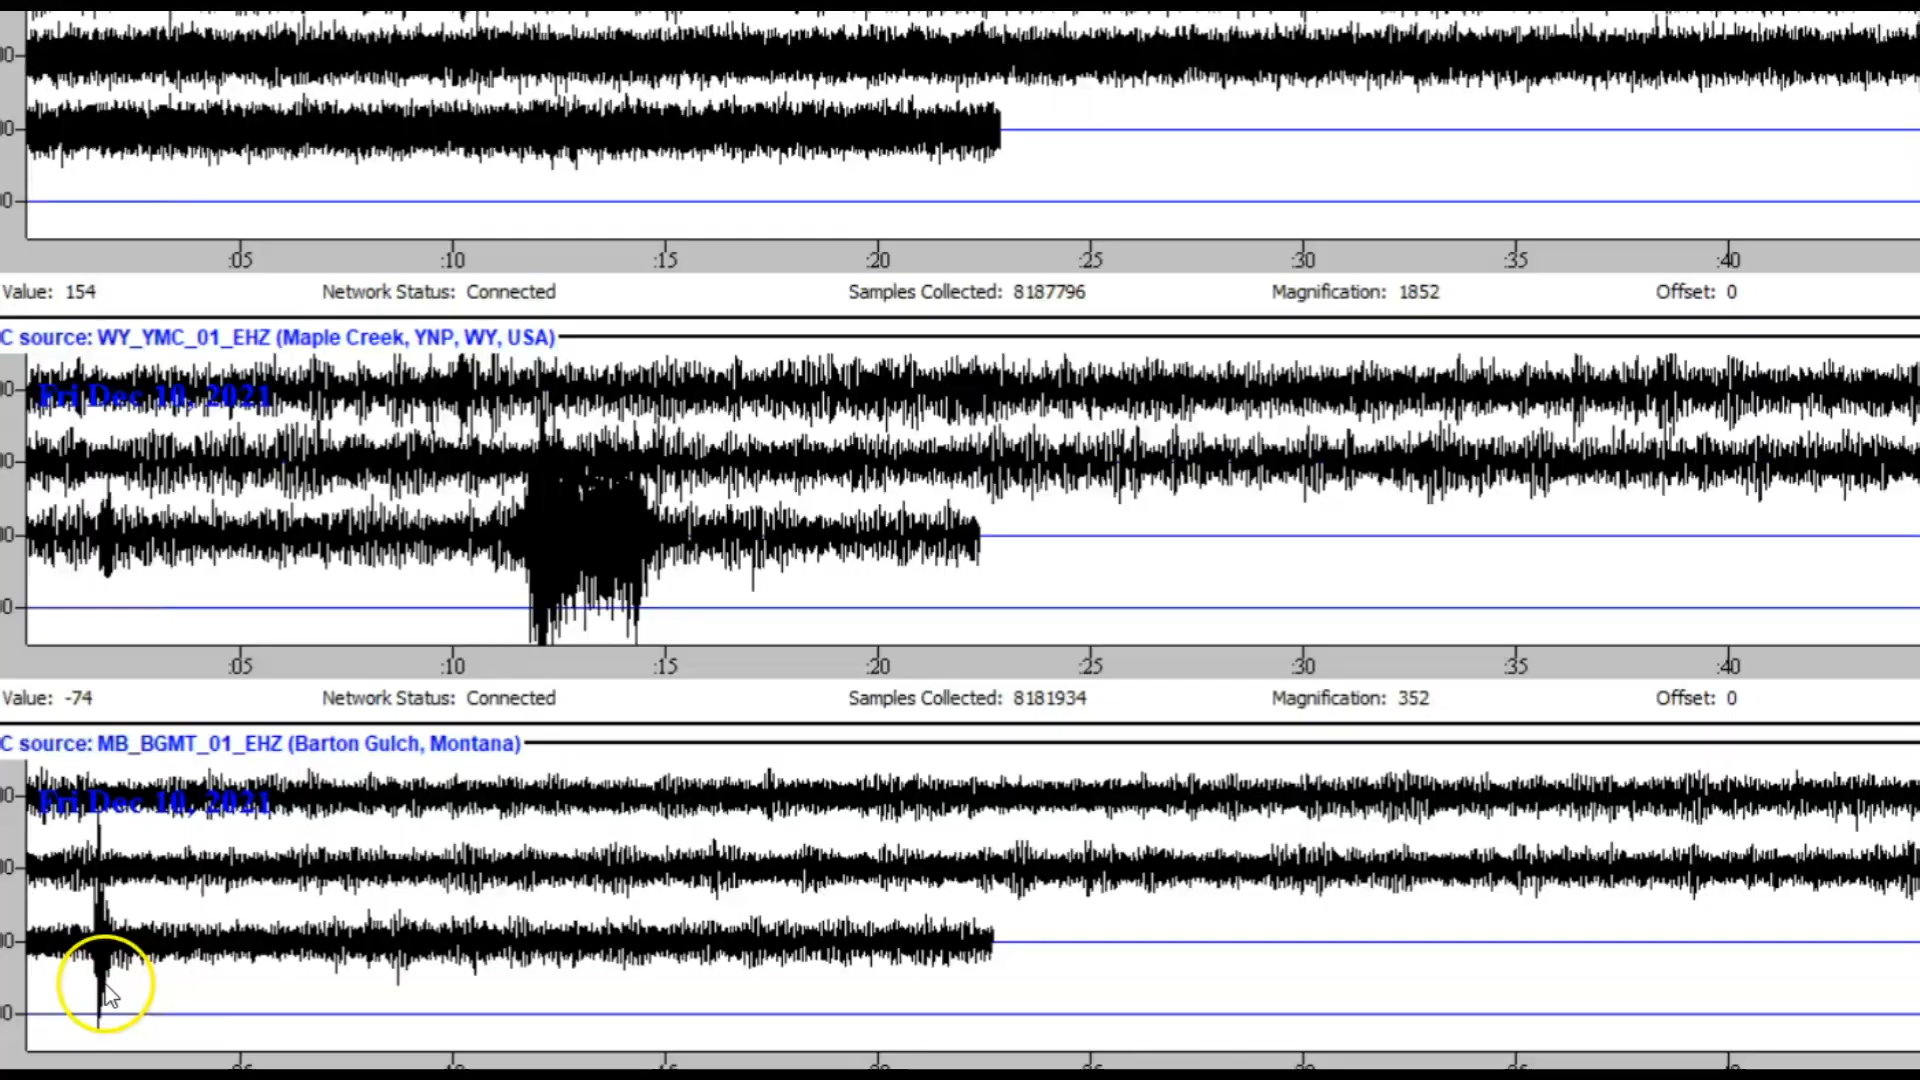 :05 :10 :15 :20 :25 :30 :35 :40
Value: 154 Network Status: Connected Samples Collected: 8187796 Magnification: 1852 Offset: 0
C source: WY_YMC_01_EHZ (Maple Creek, YNP, WY, USA)
Fri Dec 10, 2021
:05 :10 :15 :20 :25 :30 :35 :40
Value: -74 Network Status: Connected Samples Collected: 8181934 Magnification: 352 Offset: 0
C source: MB_BGMT_01_EHZ (Barton Gulch, Montana)
Fri Dec 10, 2021